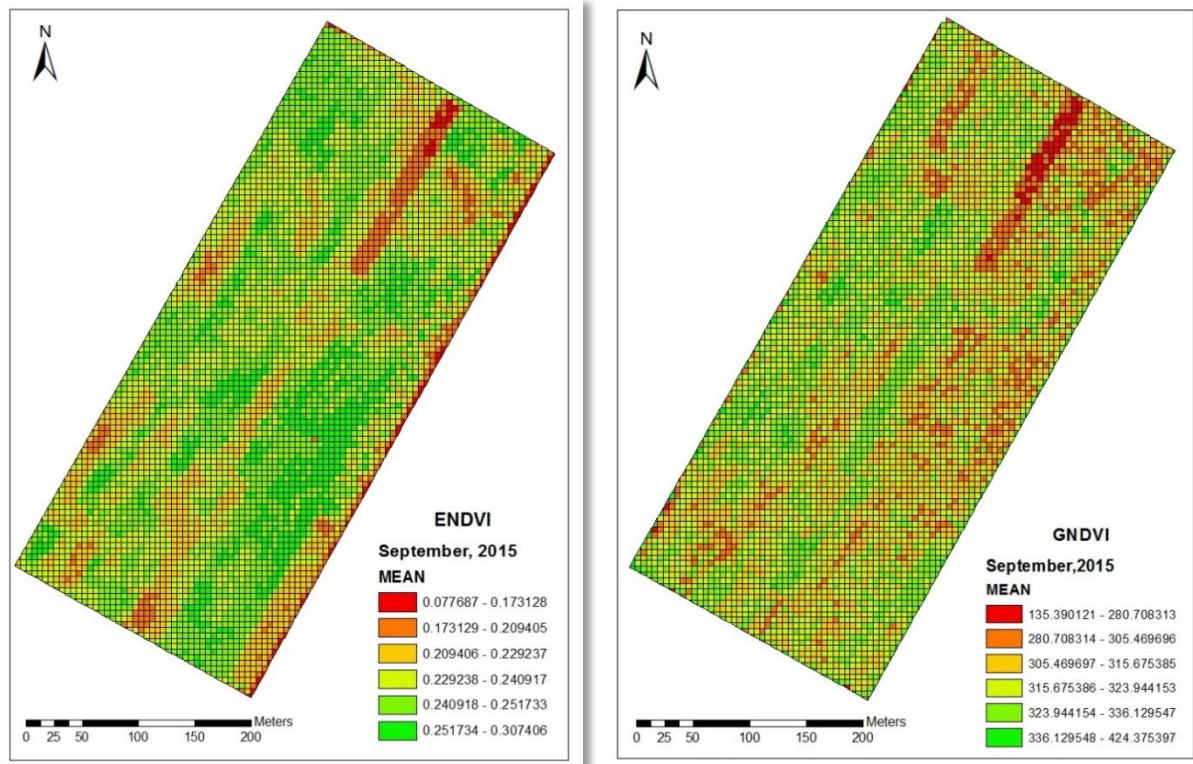 N
ENDVI
September, 2015
MEAN
0.077687 - 0.173128
0.173129 - 0.209405
0.209406 - 0.229237
0.229238 - 0.240917
0.240918 - 0.251733
0.251734 - 0.307406
Meters
0 25 50 100 150 200
N
GNDVI
September,2015
MEAN
135.390121 - 280.708313
280.708314 - 305.469696
305.469697 - 315.675385
315.675386 - 323.944153
323.944154 - 336.129547
336.129548 - 424.375397
Meters
0 25 50 100 150 200